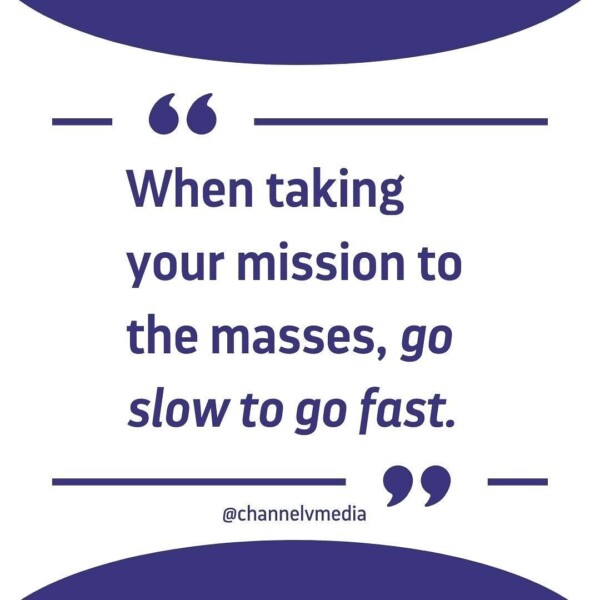 “
When taking
your mission to
the masses, go
slow to go fast.
”
@channelvmedia